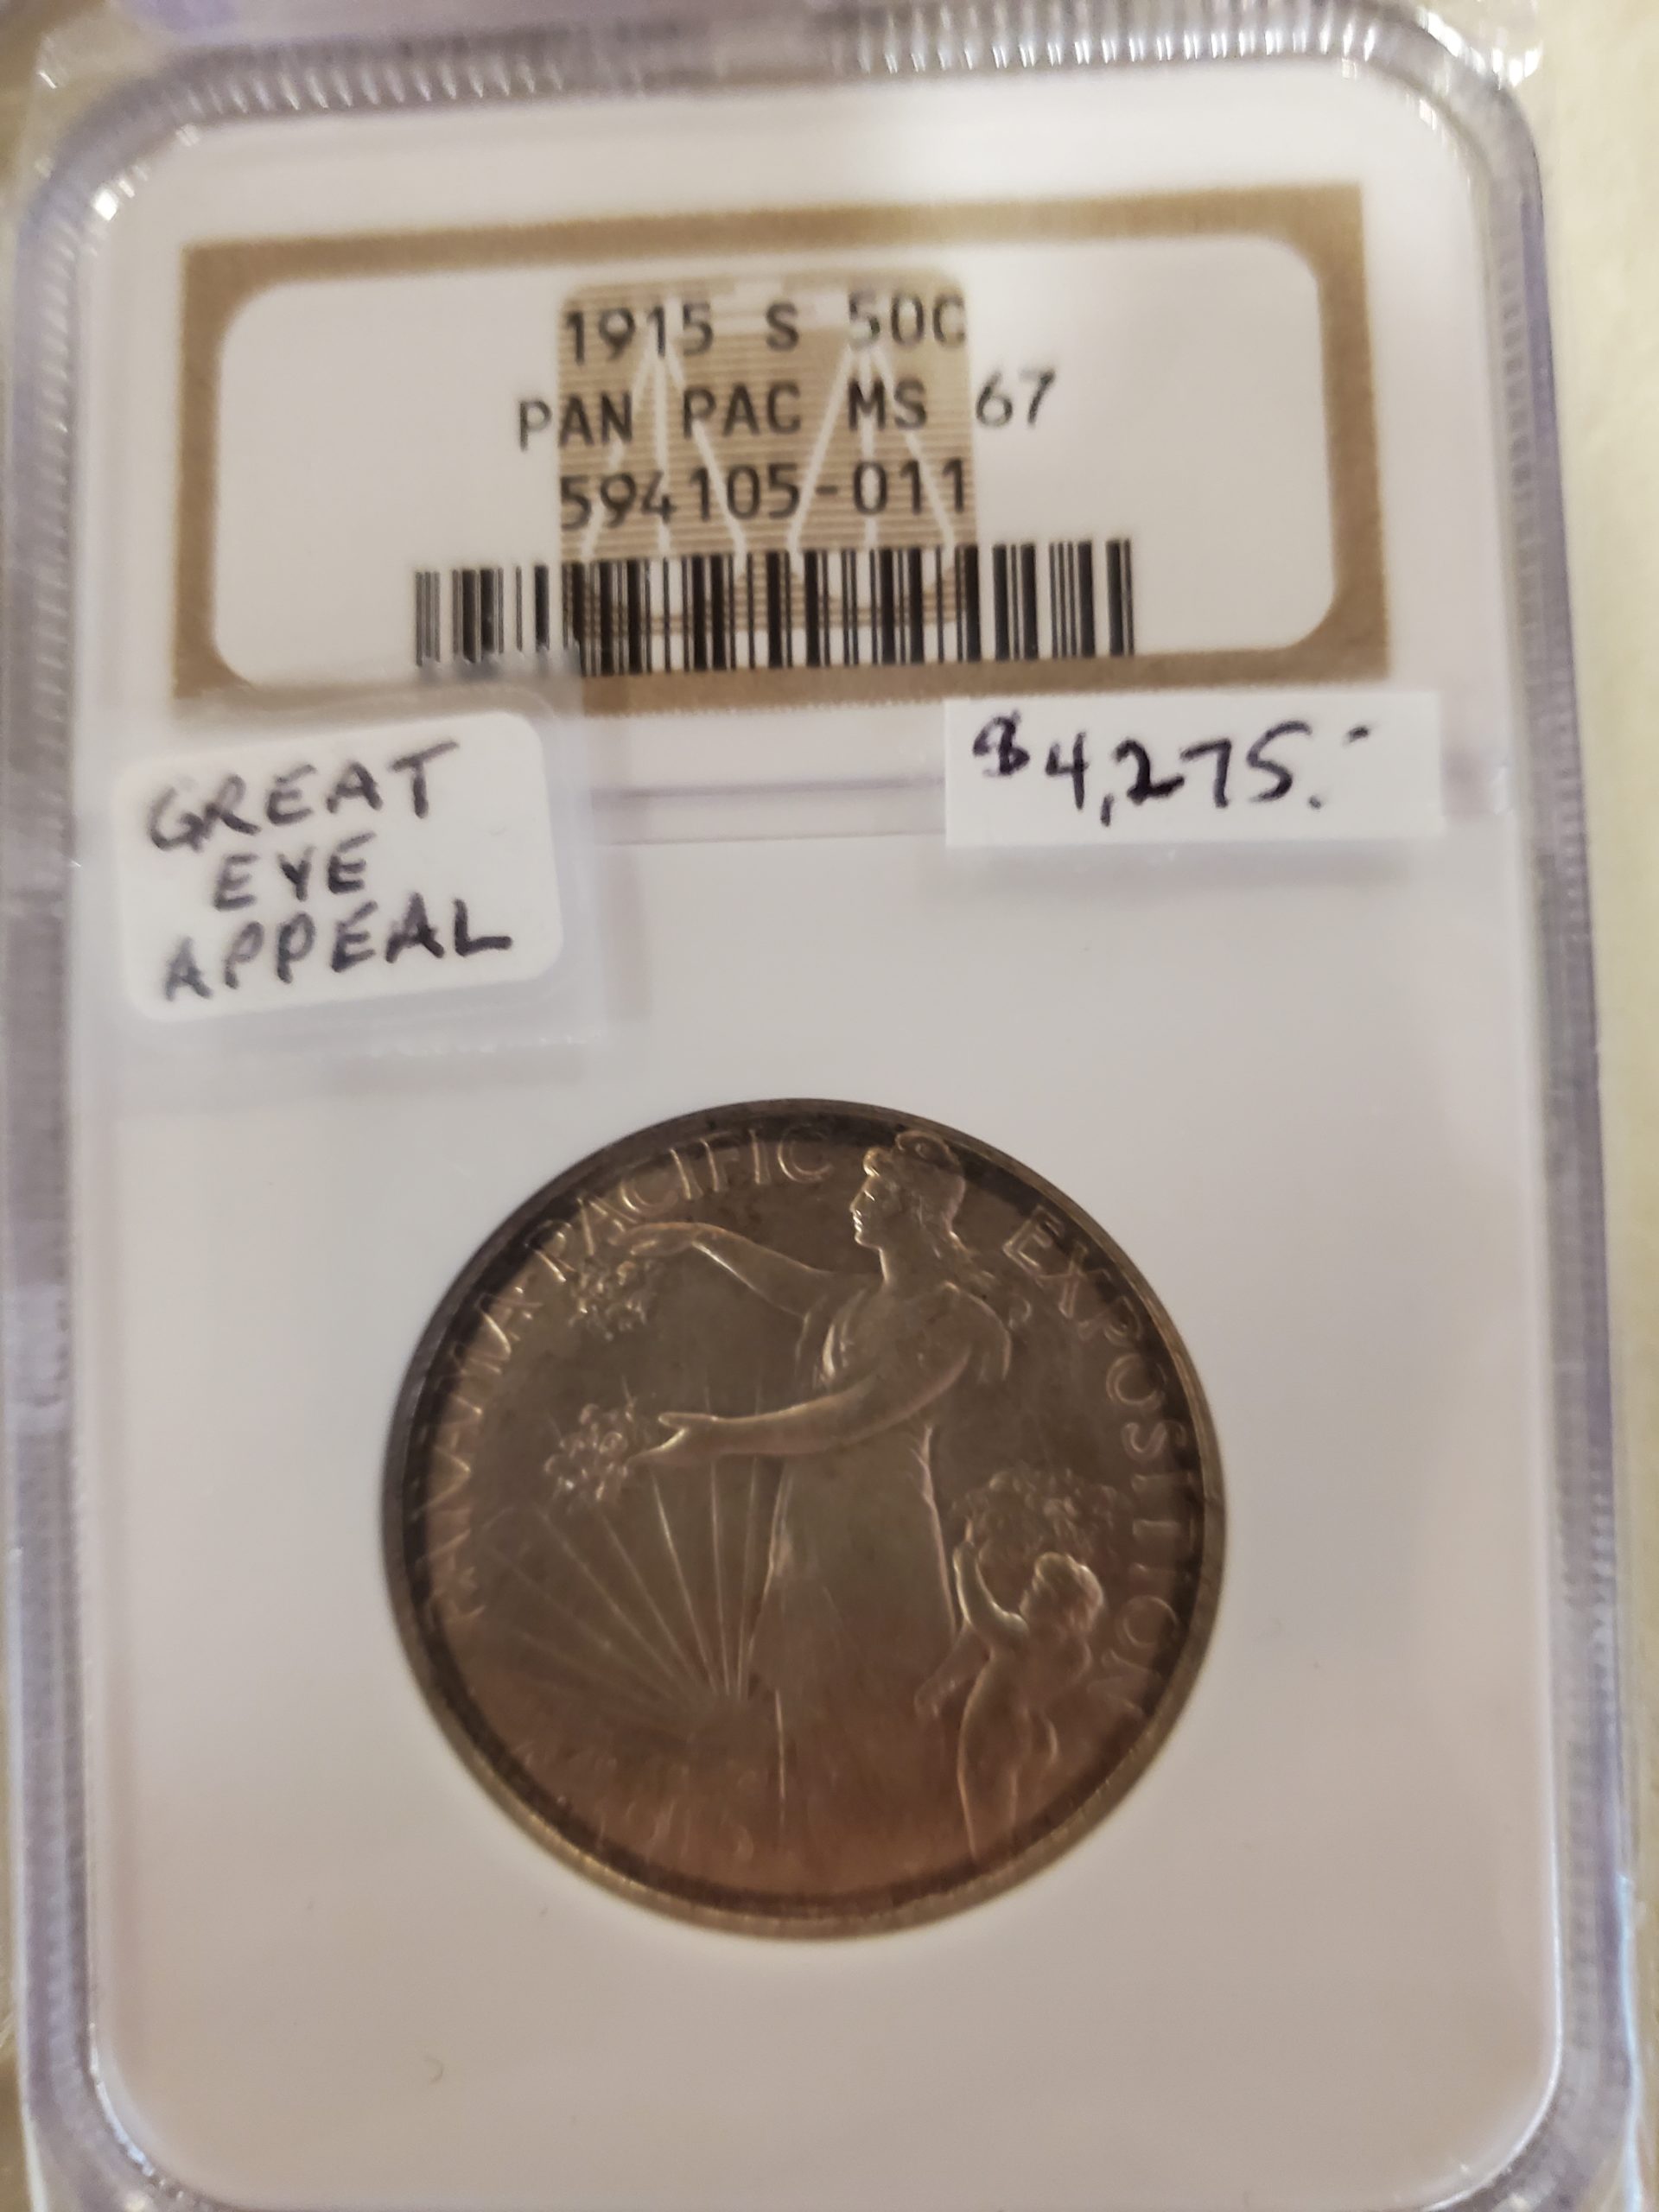 1915 S 50C
PAN PAC MS 67
594105-011
GREAT
EYE
APPEAL
$4,275.-
PANAMA-PACIFIC EXPOSITION